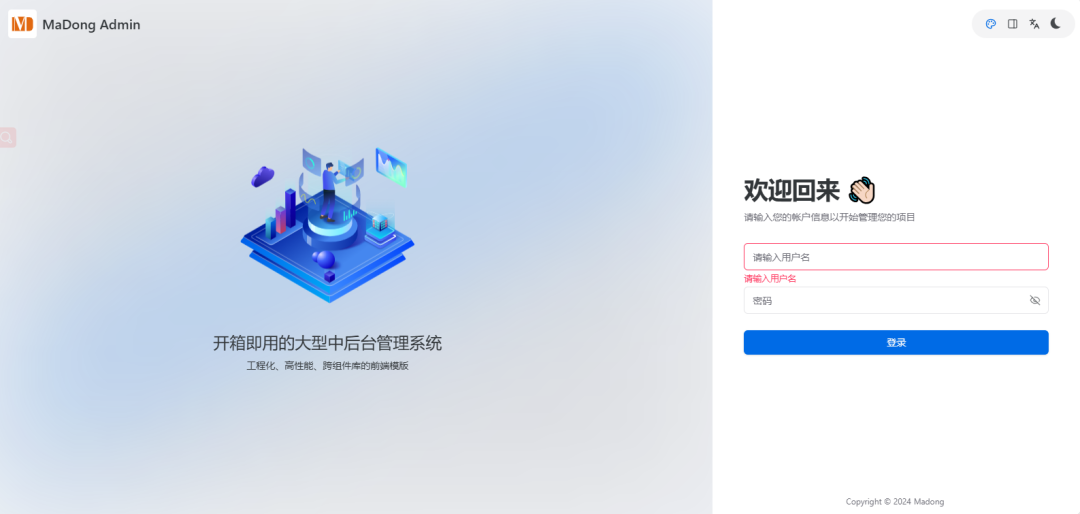 MD MaDong Admin
欢迎回来
请输入您的帐户信息以开始管理您的项目
请输入用户名
请输入用户名
密码
登录
开箱即用的大型中后台管理系统
工程化、高性能、跨组件库的前端模版
Copyright © 2024 Madong